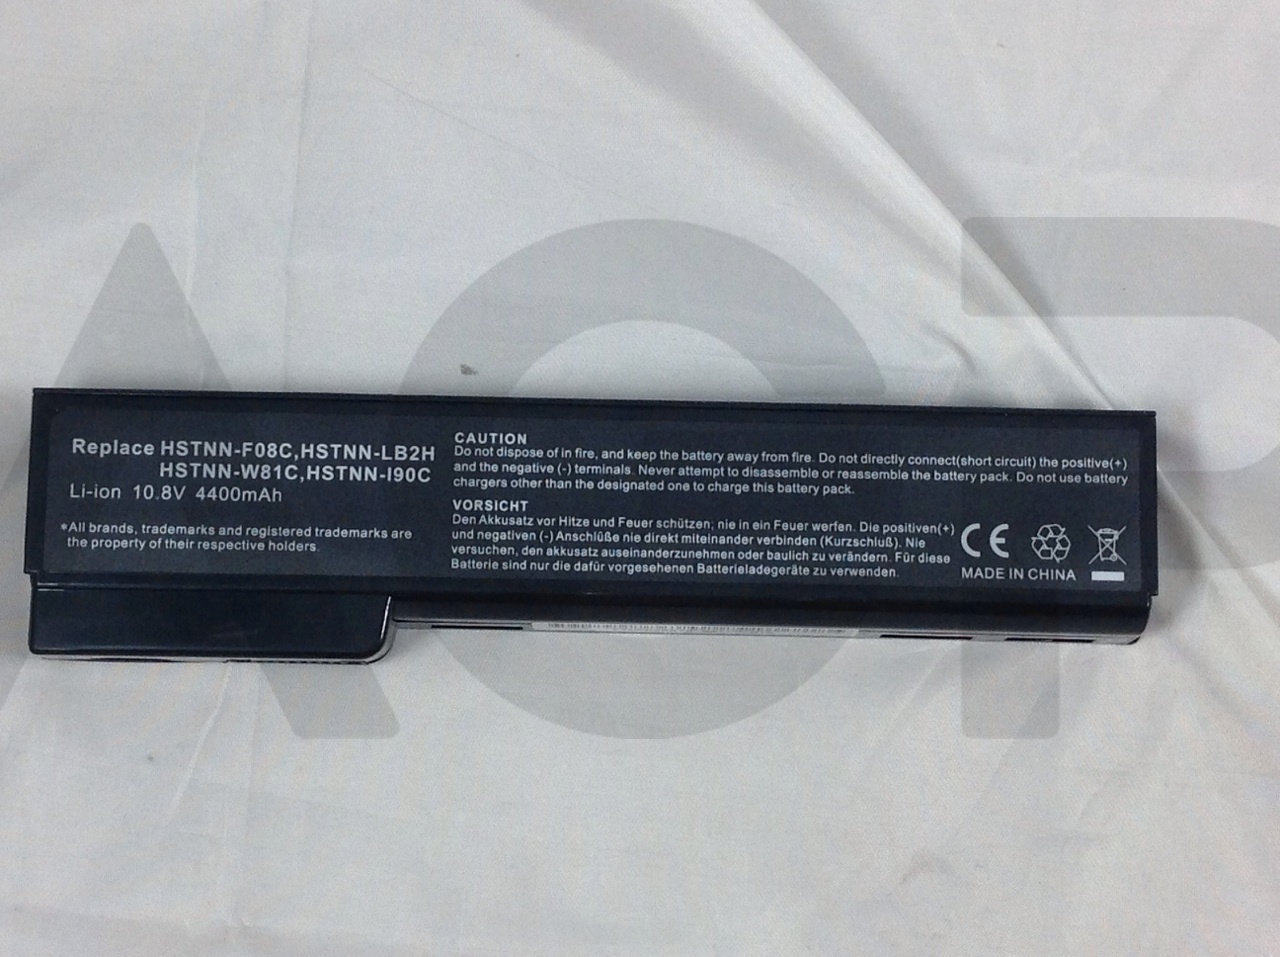 Replace HSTNN-F08C,HSTNN-LB2H
HSTNN-W81C,HSTNN-I90C
Li-ion 10.8V 4400mAh
*All brands, trademarks and registered trademarks are
the property of their respective holders.
CAUTION
Do not dispose of in fire, and keep the battery away from fire. Do not directly connect(short circuit) the positive(+)
and the negative (-) terminals. Never attempt to disassemble or reassemble the battery pack. Do not use battery
chargers other than the designated one to charge this battery pack.
VORSICHT
Den Akkusatz vor Hitze und Feuer schützen; nie in ein Feuer werfen. Die positiven(+)
und negativen (-) Anschlüße nie direkt miteinander verbinden (Kurzschluß). Nie
versuchen, den akkusatz auseinanderzunehmen oder baulich zu verändern. Für diese
Batterie sind nur die dafür vorgesehenen Batterieladegeräte zu verwenden.
CE
MADE IN CHINA